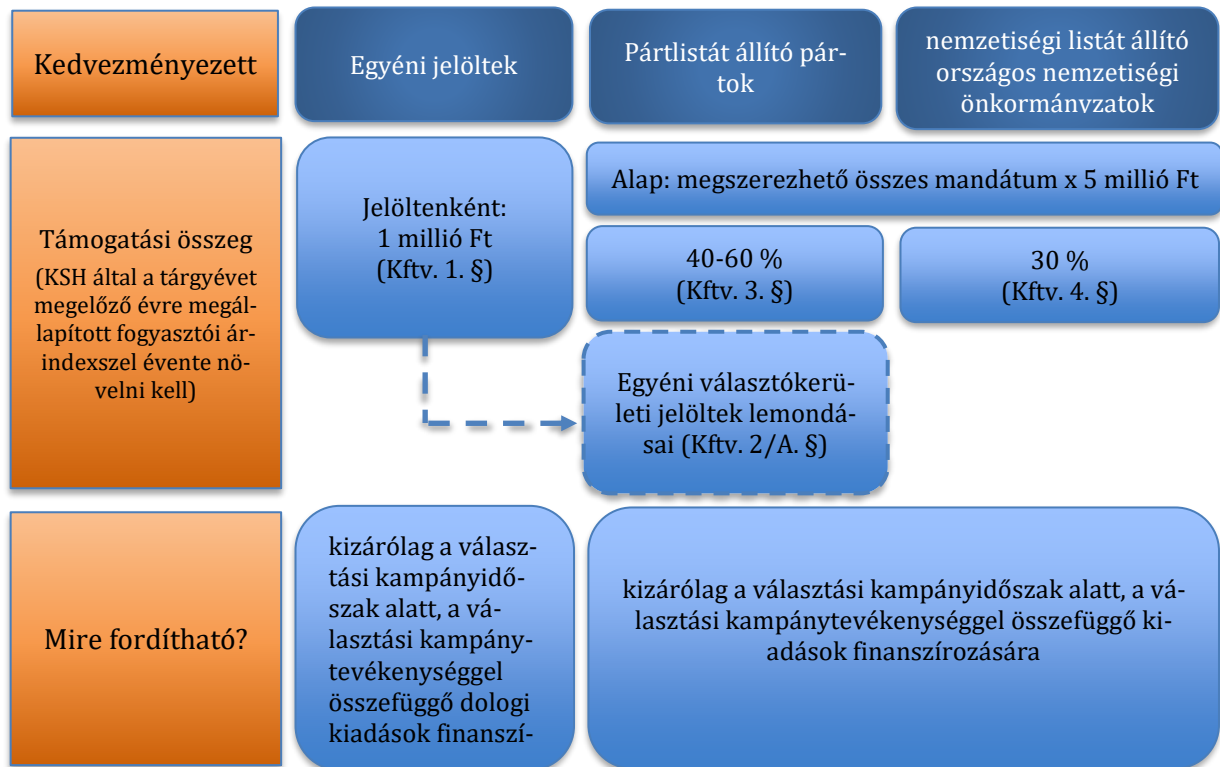 Kedvezményezett
Egyéni jelöltek
Pártlistát állító pár-
tok
nemzetiségi listát állító
országos nemzetiségi
önkormányzatok
Támogatási összeg
(KSH által a tárgyévet
megelőző évre megál-
lapított fogyasztói ár-
indexszel évente nö-
velni kell)
Jelöltenként:
1 millió Ft
(Kftv. 1. §)
Alap: megszerezhető összes mandátum x 5 millió Ft
40-60 %
(Kftv. 3. §)
30 %
(Kftv. 4. §)
Egyéni választókerü-
leti jelöltek lemondá-
sai (Kftv. 2/A. §)
Mire fordítható?
kizárólag a válasz-
tási kampányidő-
szak alatt, a vá-
lasztási kampány-
tevékenységgel
összefüggő dologi
kiadások finanszí-
kizárólag a választási kampányidőszak alatt, a vá-
lasztási kampánytevékenységgel összefüggő ki-
adások finanszírozására